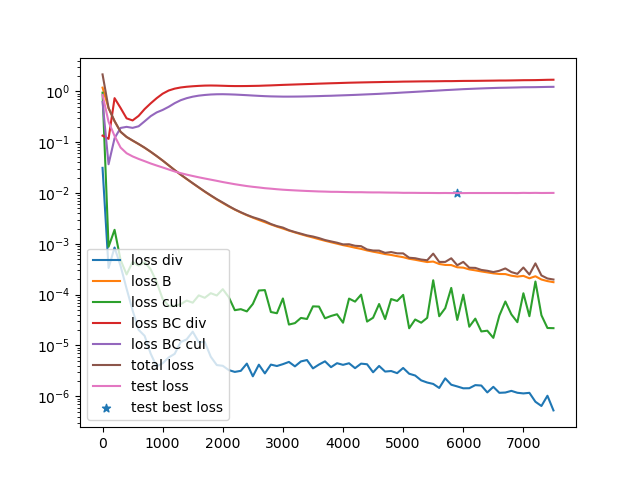 10⁰
10⁻¹
10⁻²
10⁻³
10⁻⁴
10⁻⁵
10⁻⁶
loss div
loss B
loss cul
loss BC div
loss BC cul
total loss
test loss
test best loss
0 1000 2000 3000 4000 5000 6000 7000